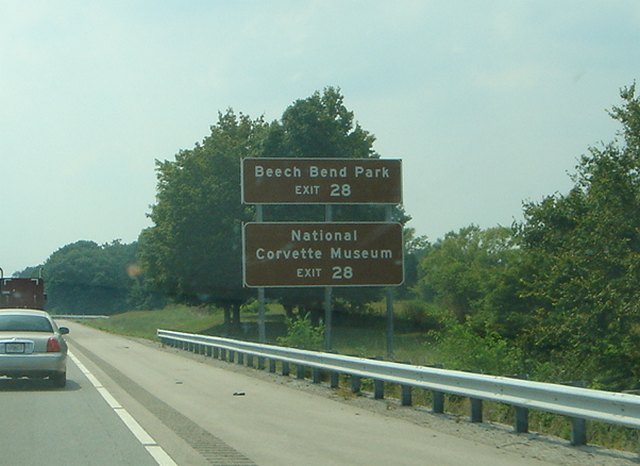 Beech Bend Park
EXIT 28
National
Corvette Museum
EXIT 28